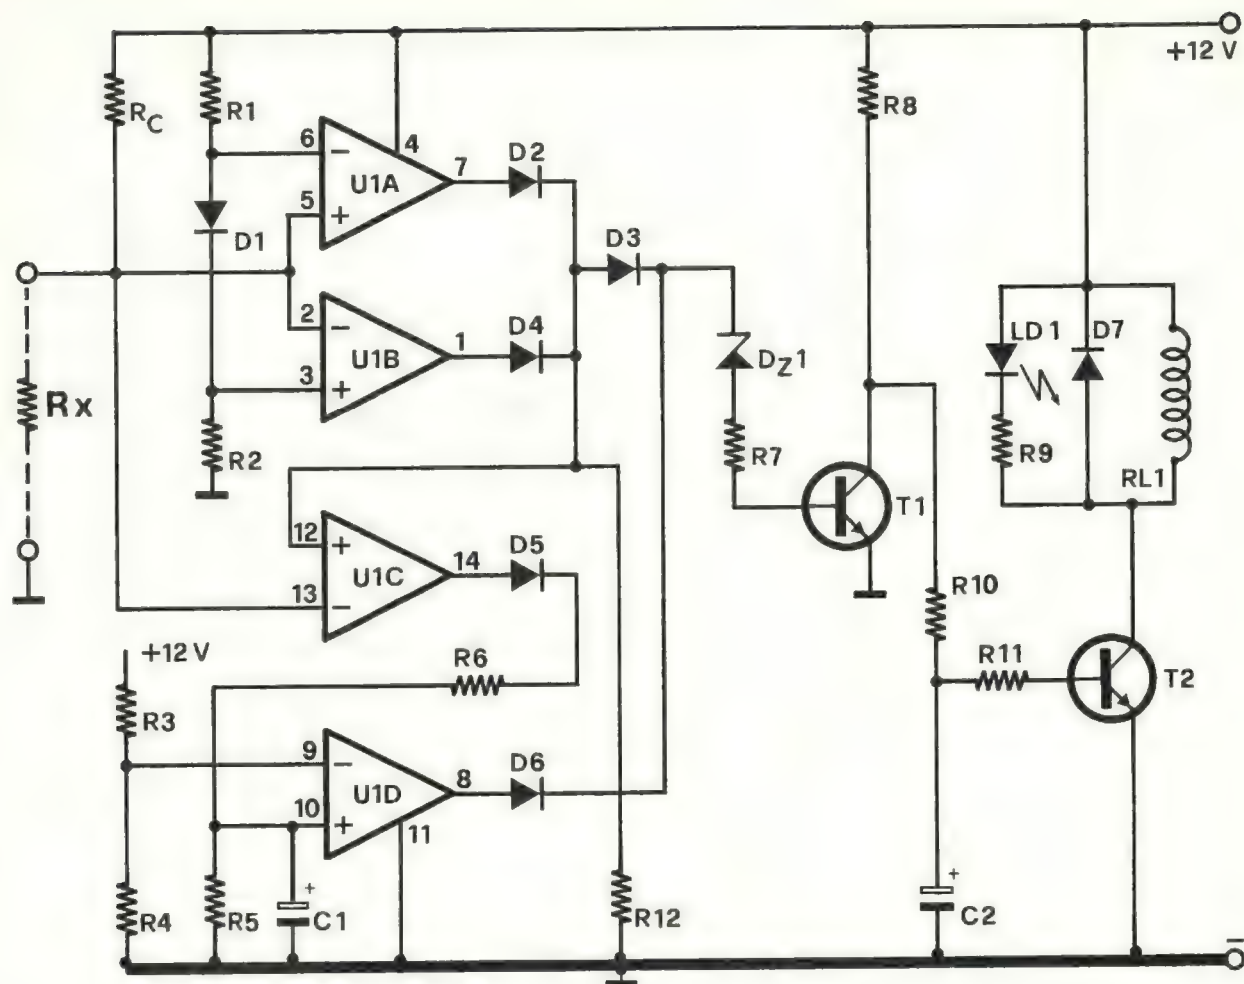 +12 V
R8
RC
R1
6
−
4
7
D2
U1A
5
+
D1
D3
2
−
1
D4
U1B
3
+
LD1
D7
DZ1
Rx
R2
R7
R9
RL1
T1
12
+
14
D5
U1C
13
−
R10
+12 V
R6
R11
T2
R3
9
−
8
D6
U1D
10
+
11
+
+
R4
R5
C1
R12
C2
−